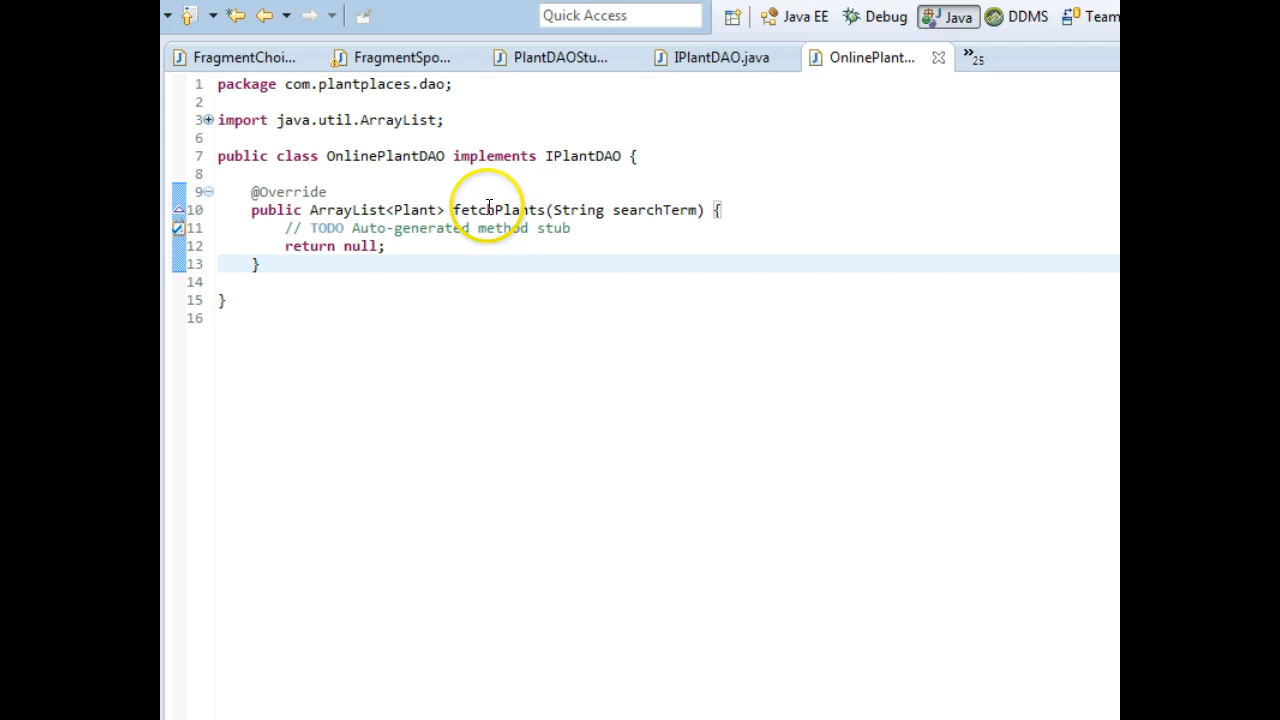 Quick Access
Java EE
Debug
Java
DDMS
Team
FragmentChoi...
FragmentSpo...
PlantDAOStu...
IPlantDAO.java
OnlinePlant...
25
1 package com.plantplaces.dao;
2
3 import java.util.ArrayList;
6
7 public class OnlinePlantDAO implements IPlantDAO {
8
9 @Override
10 public ArrayList<Plant> fetchPlants(String searchTerm) {
11 // TODO Auto-generated method stub
12 return null;
13 }
14
15 }
16